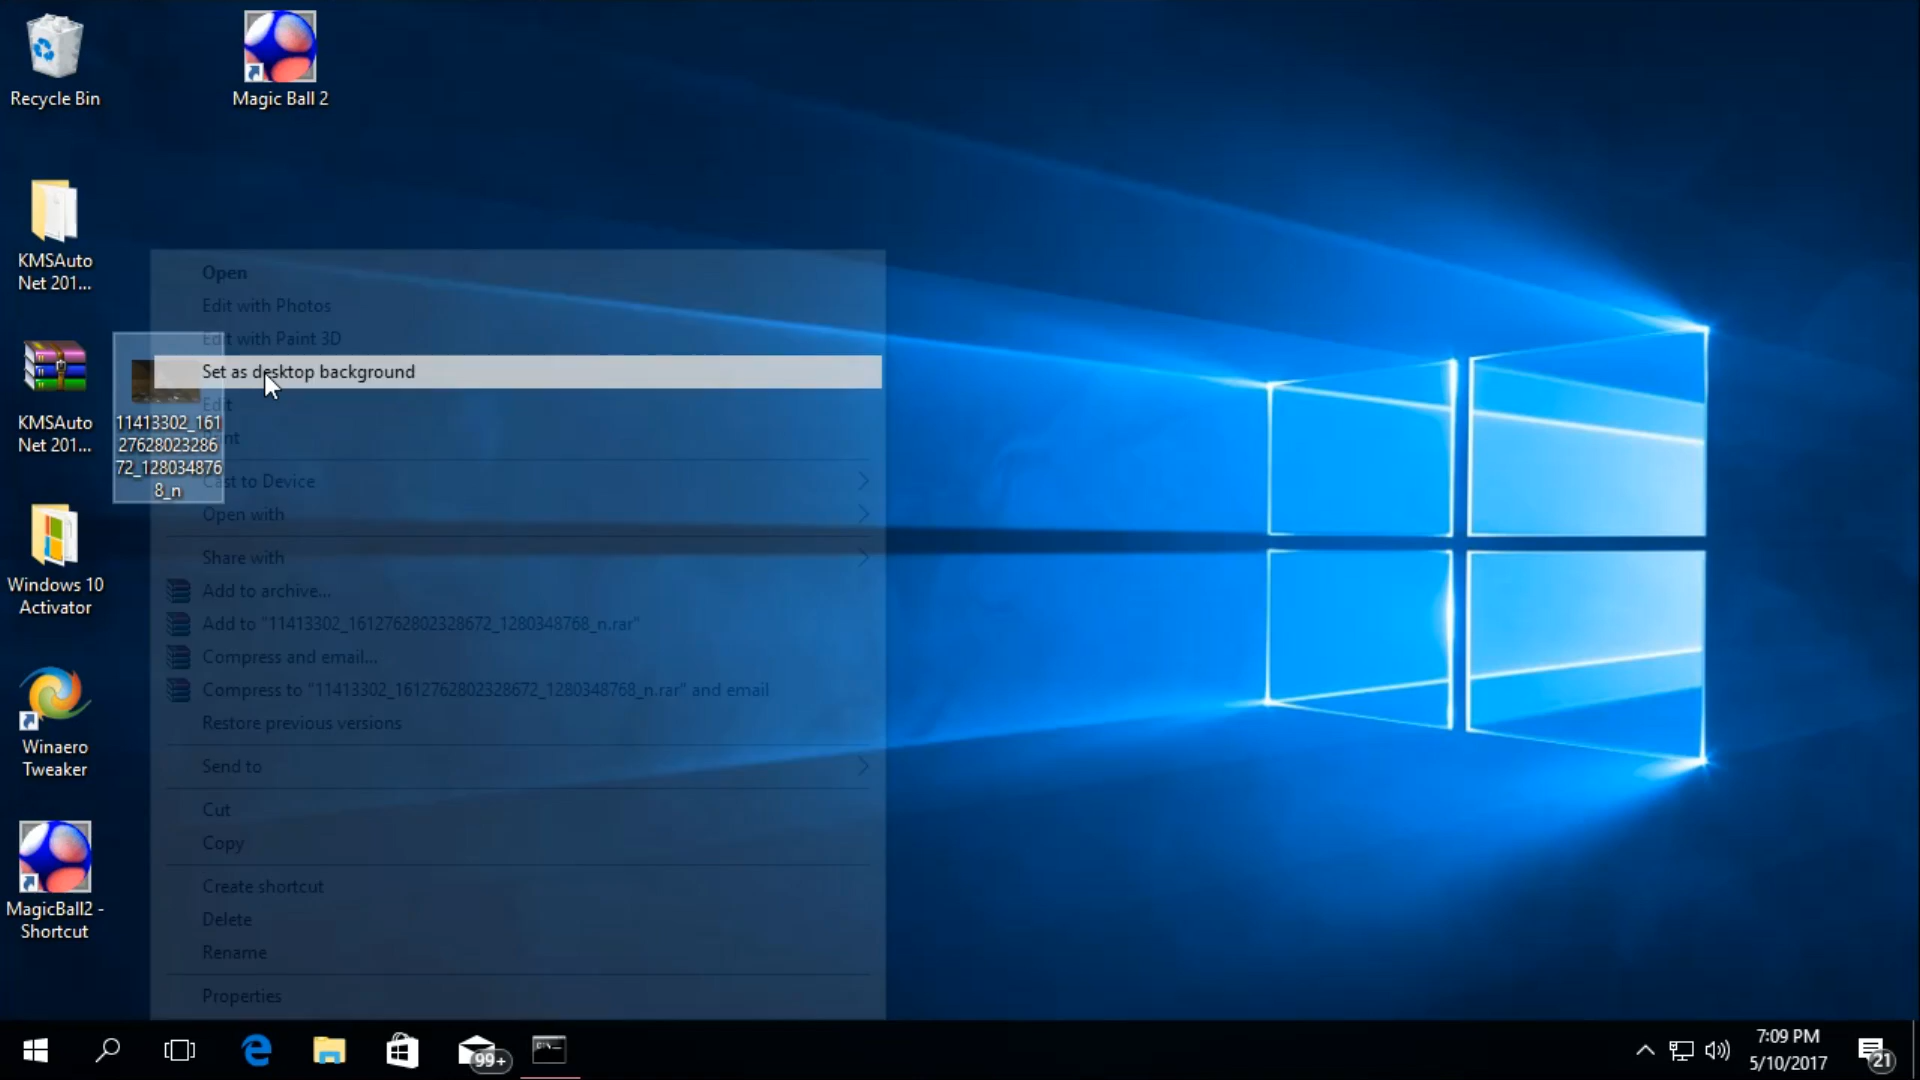 Recycle Bin
Magic Ball 2
KMSAuto
Net 201...
KMSAuto
Net 201...
11413302_161
27628023286
72_128034876
8_n
Windows 10
Activator
Winaero
Tweaker
MagicBall2 -
Shortcut
Open
Edit with Photos
Edit with Paint 3D
Set as desktop background
Edit
Print
Cast to Device
Open with
Share with
Add to archive...
Add to "11413302_1612762802328672_1280348768_n.rar"
Compress and email...
Compress to "11413302_1612762802328672_1280348768_n.rar" and email
Restore previous versions
Send to
Cut
Copy
Create shortcut
Delete
Rename
Properties
99+
7:09 PM
5/10/2017
21